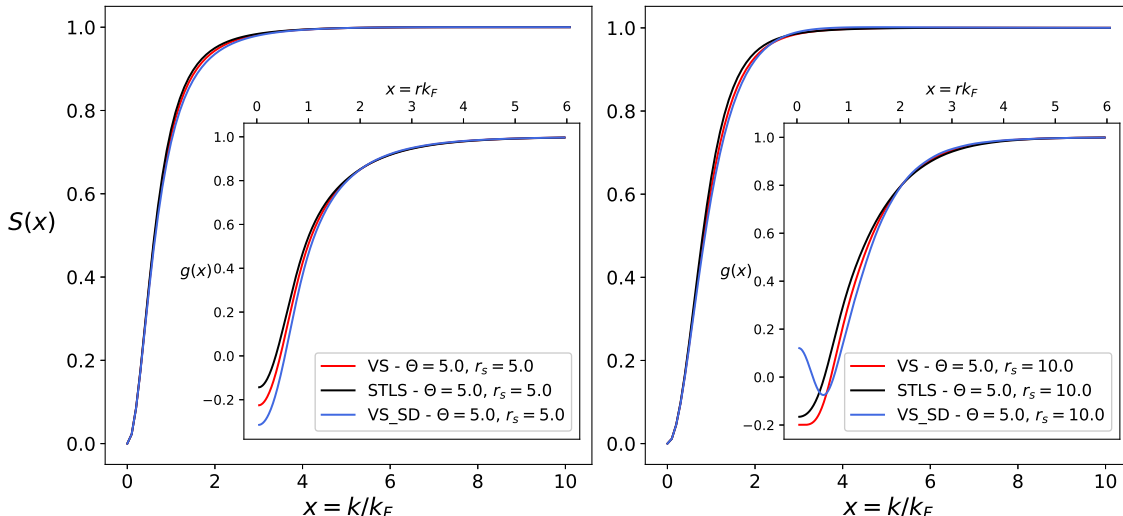 S(x)
1.0
0.8
0.6
0.4
0.2
0.0
0 2 4 6 8 10
x = k/k_F
x = rk_F
0 1 2 3 4 5 6
g(x)
1.0
0.8
0.6
0.4
0.2
0.0
−0.2
VS - Θ = 5.0, r_s = 5.0
STLS - Θ = 5.0, r_s = 5.0
VS_SD - Θ = 5.0, r_s = 5.0
1.0
0.8
0.6
0.4
0.2
0.0
0 2 4 6 8 10
x = k/k_F
x = rk_F
0 1 2 3 4 5 6
g(x)
1.0
0.8
0.6
0.4
0.2
0.0
−0.2
VS - Θ = 5.0, r_s = 10.0
STLS - Θ = 5.0, r_s = 10.0
VS_SD - Θ = 5.0, r_s = 10.0